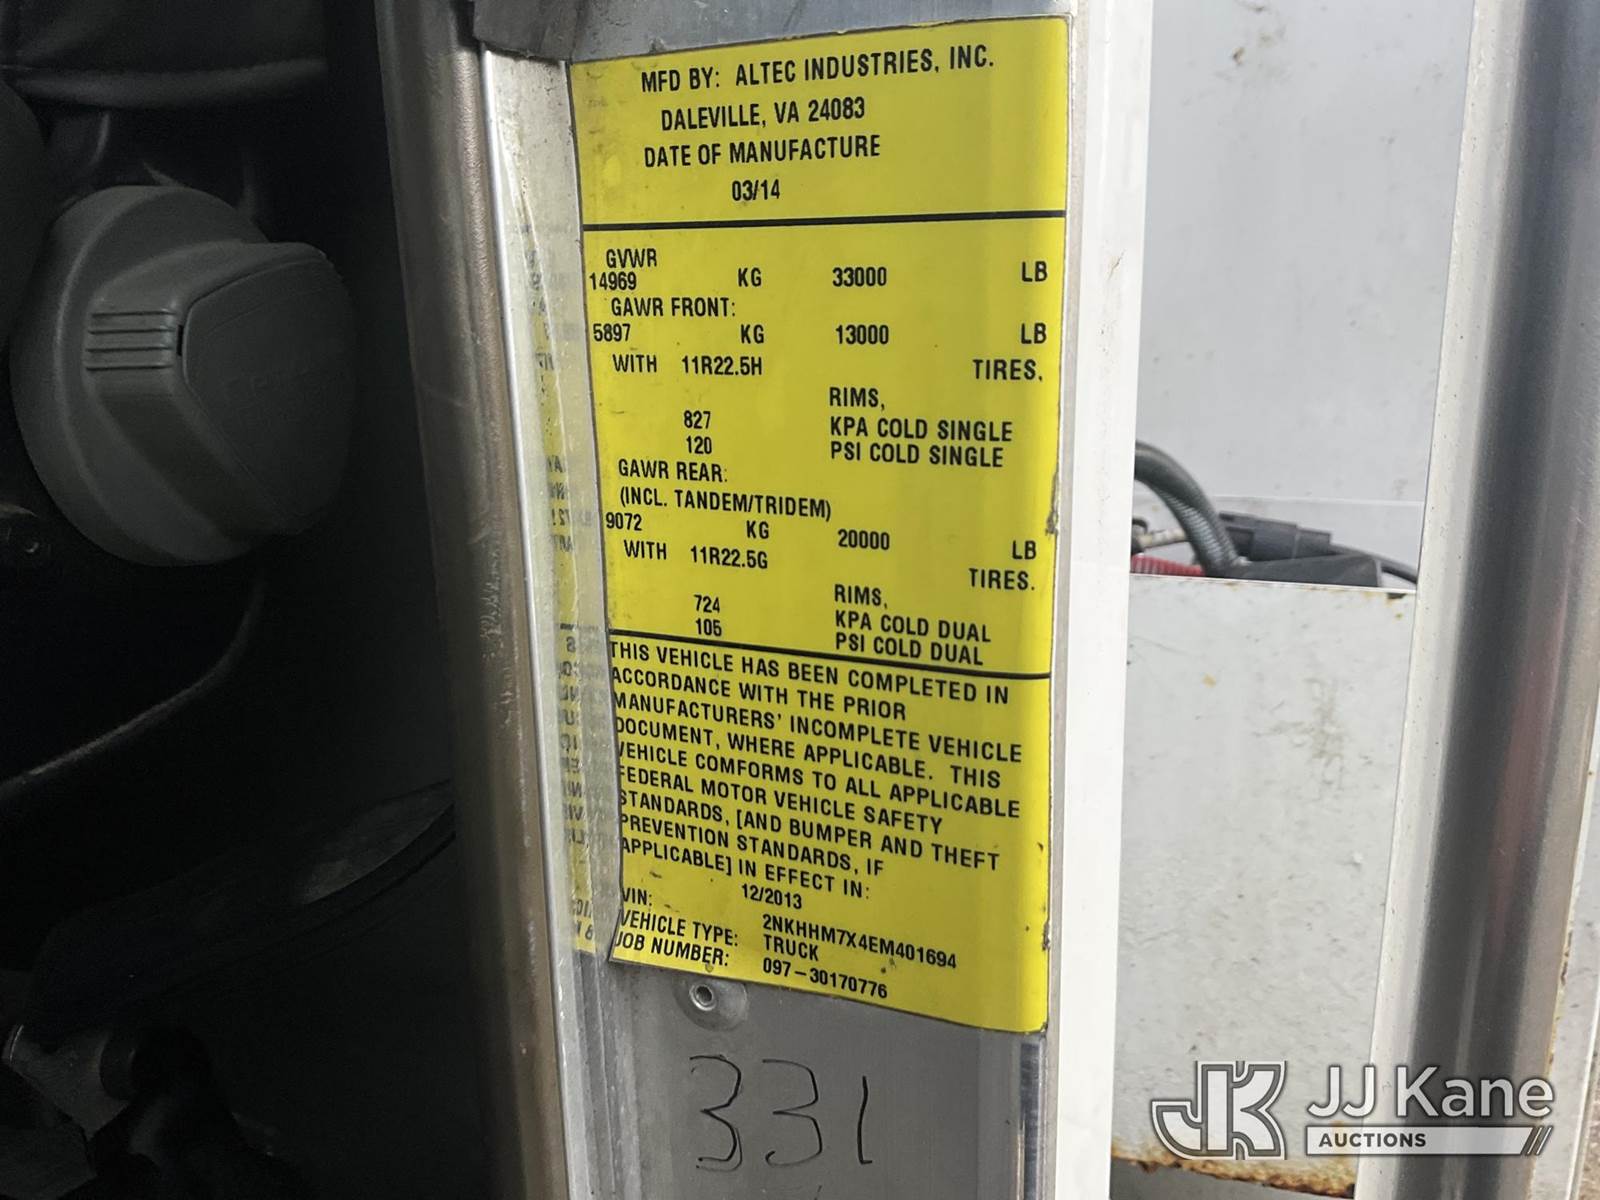 MFD BY: ALTEC INDUSTRIES, INC.
DALEVILLE, VA 24083
DATE OF MANUFACTURE
03/14
GVWR
14969 KG 33000 LB
GAWR FRONT:
5897 KG 13000 LB
WITH 11R22.5H TIRES,
RIMS,
827 KPA COLD SINGLE
120 PSI COLD SINGLE
GAWR REAR:
(INCL. TANDEM/TRIDEM)
9072 KG 20000 LB
WITH 11R22.5G TIRES.
RIMS,
724 KPA COLD DUAL
105 PSI COLD DUAL
THIS VEHICLE HAS BEEN COMPLETED IN
ACCORDANCE WITH THE PRIOR
MANUFACTURERS' INCOMPLETE VEHICLE
DOCUMENT, WHERE APPLICABLE. THIS
VEHICLE COMFORMS TO ALL APPLICABLE
FEDERAL MOTOR VEHICLE SAFETY
STANDARDS, [AND BUMPER AND THEFT
PREVENTION STANDARDS, IF
APPLICABLE] IN EFFECT IN:
12/2013
VIN: 2NKHHM7X4EM401694
VEHICLE TYPE: TRUCK
JOB NUMBER: 097-30170776
331
JK JJ Kane
AUCTIONS